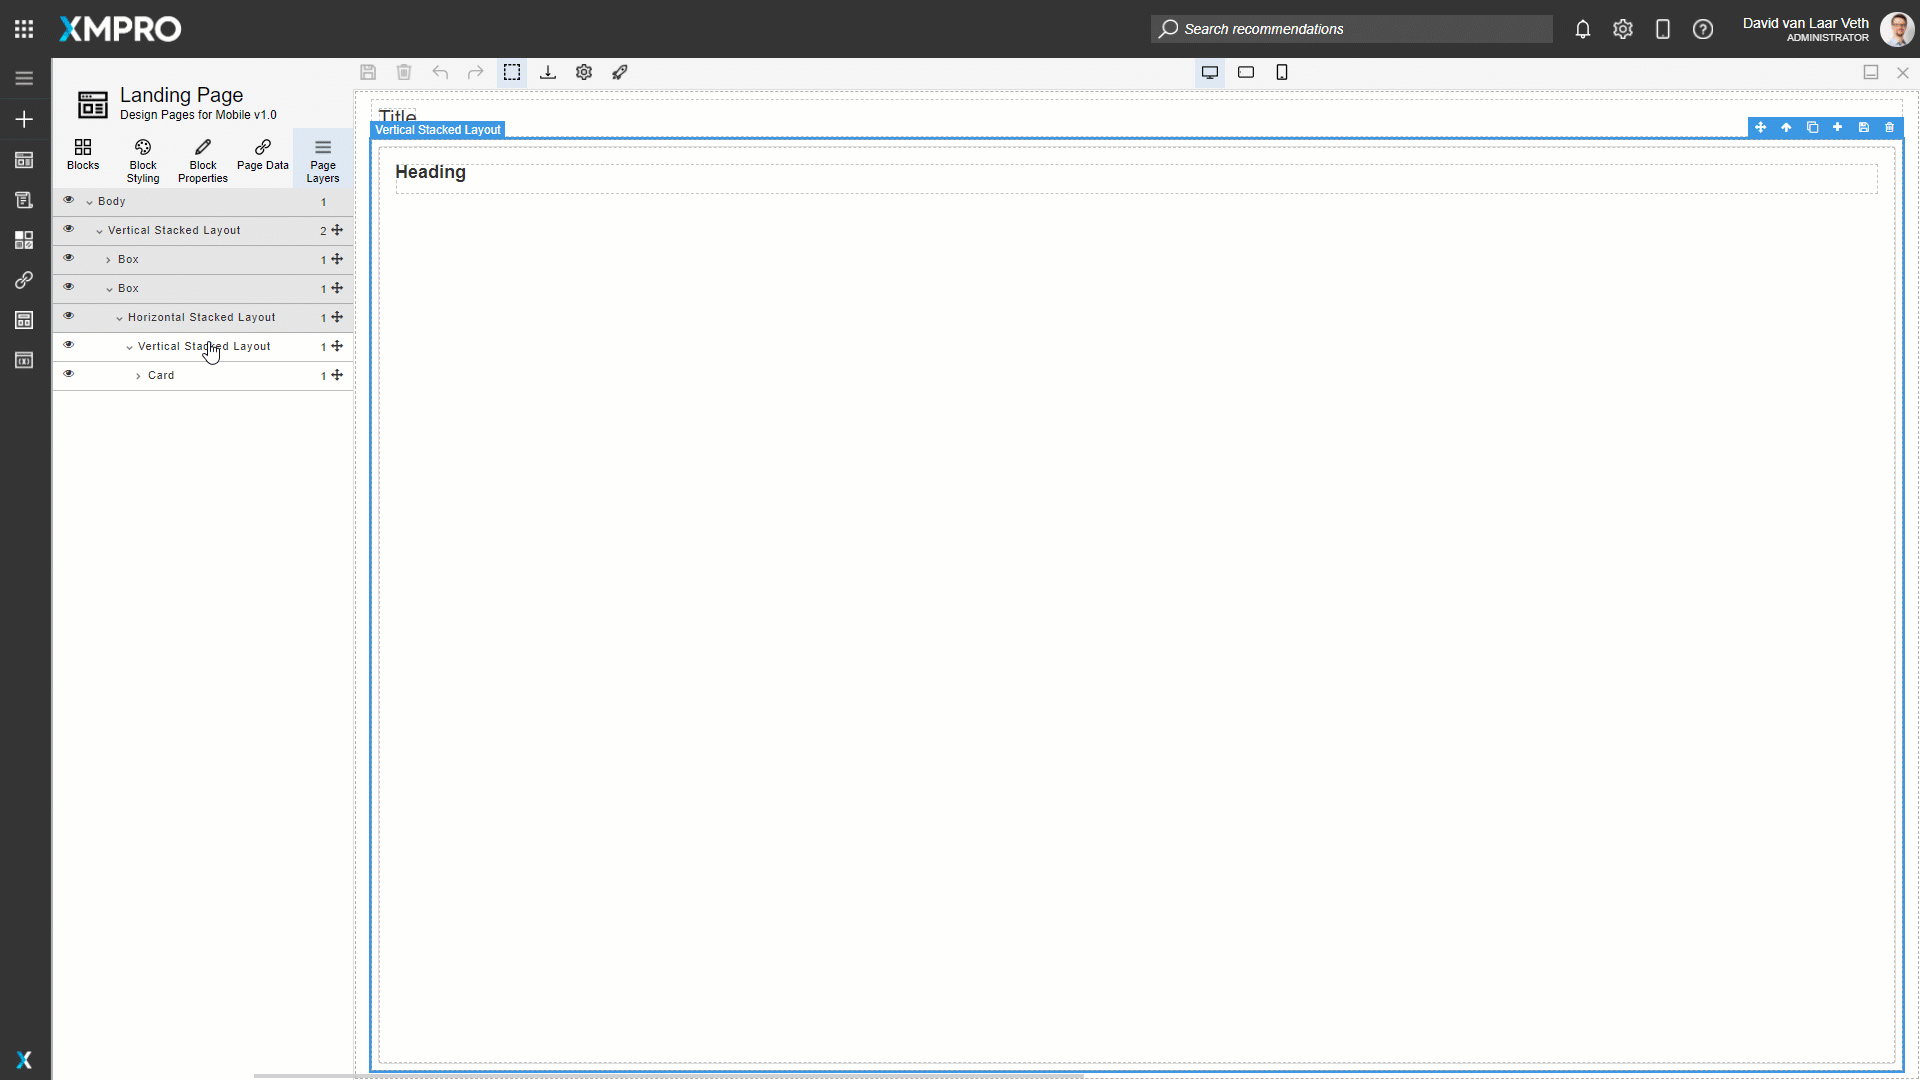 XMPRO
Search recommendations
David van Laar Veth
ADMINISTRATOR
Landing Page
Design Pages for Mobile v1.0
Blocks
Block Styling
Block Properties
Page Data
Page Layers
Body 1
Vertical Stacked Layout 2
Box 1
Box 1
Horizontal Stacked Layout 1
Vertical Stacked Layout 1
Card 1
Title
Vertical Stacked Layout
Heading